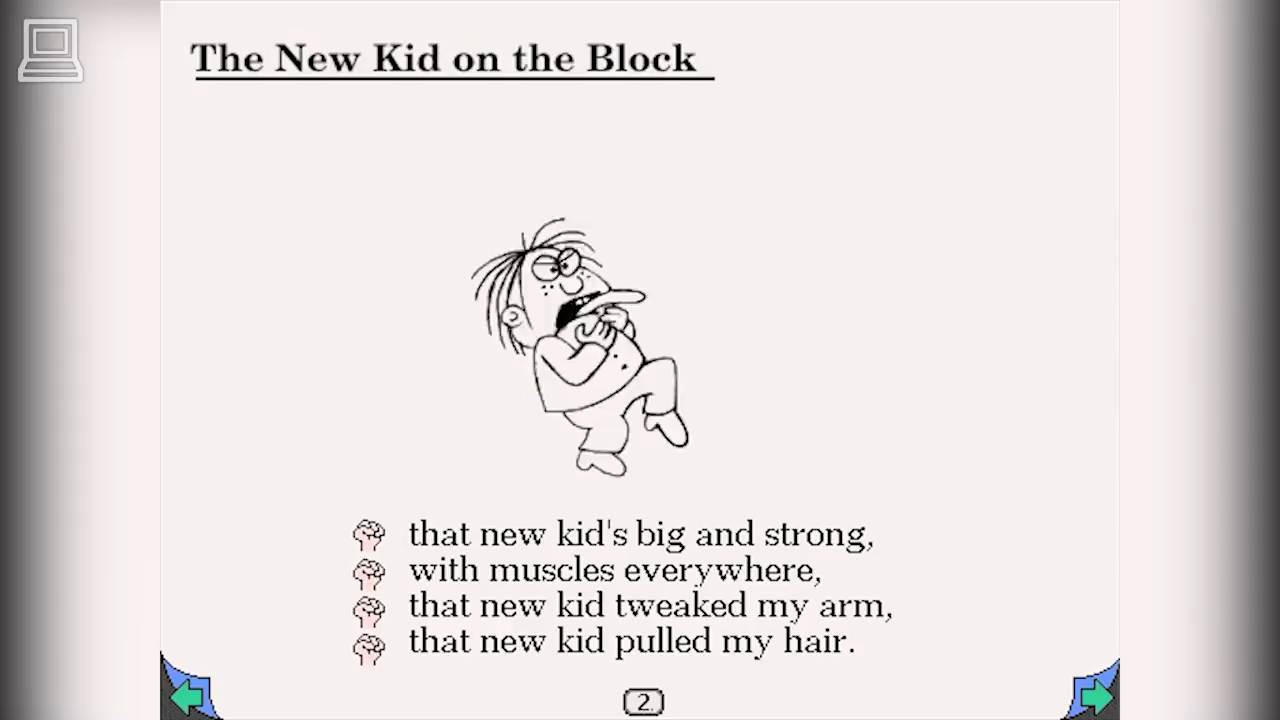 The New Kid on the Block
that new kid's big and strong,
with muscles everywhere,
that new kid tweaked my arm,
that new kid pulled my hair.
2